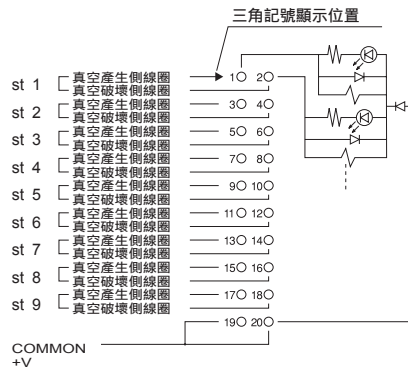 三角記號顯示位置
st 1 真空產生側線圈 1 2
真空破壞側線圈
st 2 真空產生側線圈 3 4
真空破壞側線圈
st 3 真空產生側線圈 5 6
真空破壞側線圈
st 4 真空產生側線圈 7 8
真空破壞側線圈
st 5 真空產生側線圈 9 10
真空破壞側線圈
st 6 真空產生側線圈 11 12
真空破壞側線圈
st 7 真空產生側線圈 13 14
真空破壞側線圈
st 8 真空產生側線圈 15 16
真空破壞側線圈
st 9 真空產生側線圈 17 18
真空破壞側線圈
19 20
COMMON
+V